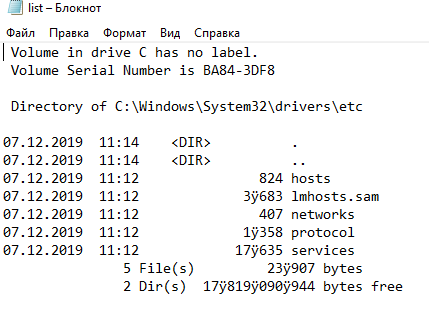 list – Блокнот
Файл Правка Формат Вид Справка
Volume in drive C has no label.
Volume Serial Number is BA84-3DF8
Directory of C:\Windows\System32\drivers\etc
07.12.2019 11:14 <DIR> .
07.12.2019 11:14 <DIR> ..
07.12.2019 11:12 824 hosts
07.12.2019 11:12 3ÿ683 lmhosts.sam
07.12.2019 11:12 407 networks
07.12.2019 11:12 1ÿ358 protocol
07.12.2019 11:12 17ÿ635 services
5 File(s) 23ÿ907 bytes
2 Dir(s) 17ÿ819ÿ090ÿ944 bytes free